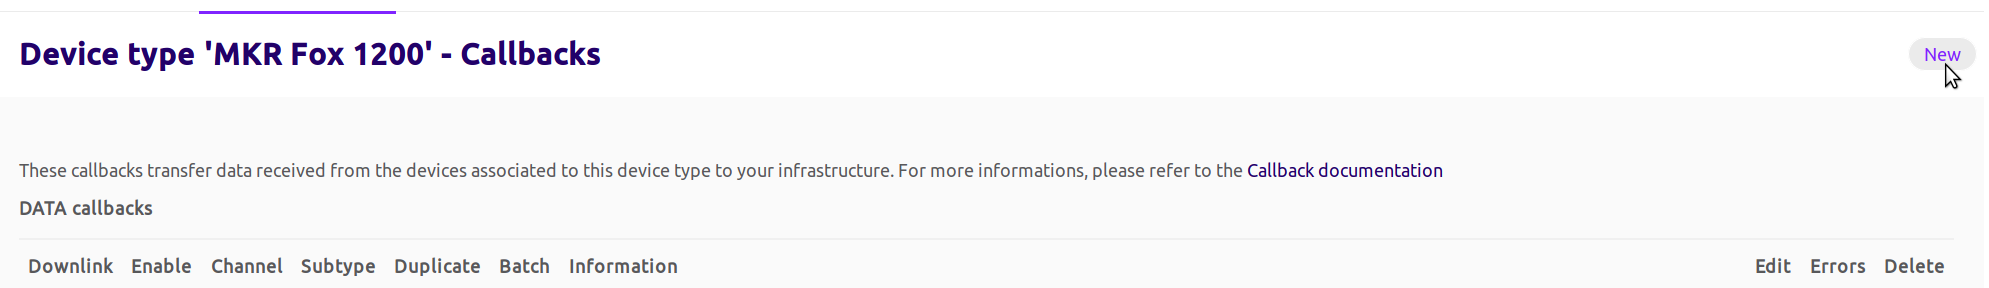 Device type 'MKR Fox 1200' - Callbacks
New
These callbacks transfer data received from the devices associated to this device type to your infrastructure. For more informations, please refer to the Callback documentation
DATA callbacks
Downlink Enable Channel Subtype Duplicate Batch Information Edit Errors Delete